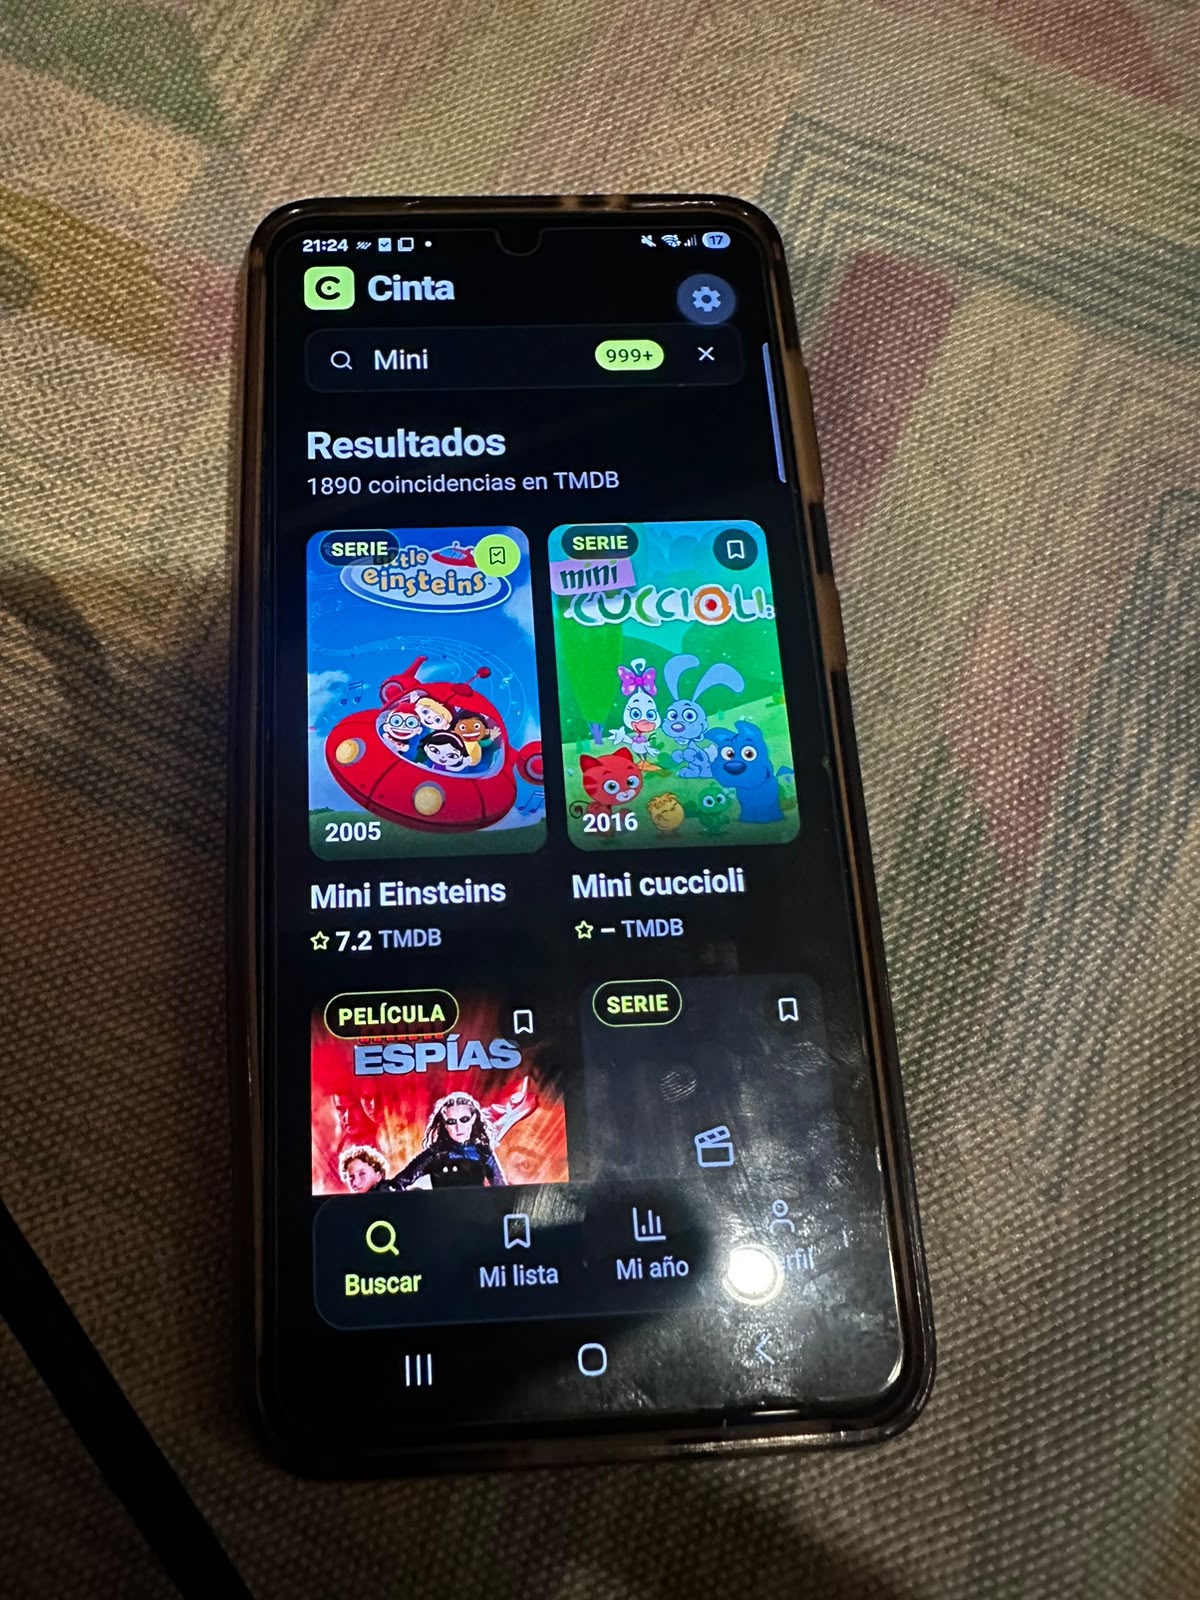 21:24
17
C Cinta
Mini 999+
Resultados
1890 coincidencias en TMDB
SERIE
einsteins
2005
Mini Einsteins
7.2 TMDB
SERIE
mini
CUCCIOLI
2016
Mini cuccioli
– TMDB
PELÍCULA
ESPÍAS
SERIE
Buscar
Mi lista
Mi año